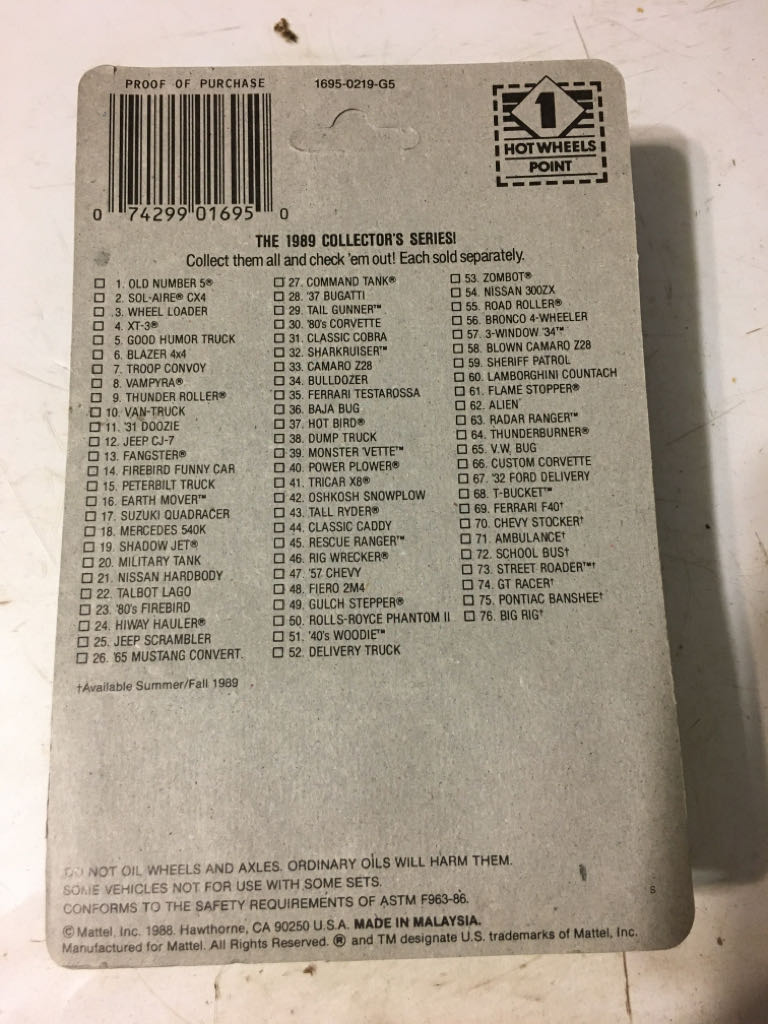 PROOF OF PURCHASE
1695-0219-G5
1
HOT WHEELS
POINT
0 74299 01695 0
THE 1989 COLLECTOR'S SERIES!
Collect them all and check 'em out! Each sold separately.
1. OLD NUMBER 5®
2. SOL-AIRE® CX4
3. WHEEL LOADER
4. XT-3®
5. GOOD HUMOR TRUCK
6. BLAZER 4x4
7. TROOP CONVOY
8. VAMPYRA®
9. THUNDER ROLLER®
10. VAN-TRUCK
11. '31 DOOZIE
12. JEEP CJ-7
13. FANGSTER®
14. FIREBIRD FUNNY CAR
15. PETERBILT TRUCK
16. EARTH MOVER™
17. SUZUKI QUADRACER
18. MERCEDES 540K
19. SHADOW JET®
20. MILITARY TANK
21. NISSAN HARDBODY
22. TALBOT LAGO
23. '80's FIREBIRD
24. HIWAY HAULER®
25. JEEP SCRAMBLER
26. '65 MUSTANG CONVERT.
27. COMMAND TANK®
28. '37 BUGATTI
29. TAIL GUNNER™
30. '80's CORVETTE
31. CLASSIC COBRA
32. SHARKRUISER™
33. CAMARO Z28
34. BULLDOZER
35. FERRARI TESTAROSSA
36. BAJA BUG
37. HOT BIRD®
38. DUMP TRUCK
39. MONSTER 'VETTE™
40. POWER PLOWER®
41. TRICAR X8®
42. OSHKOSH SNOWPLOW
43. TALL RYDER®
44. CLASSIC CADDY
45. RESCUE RANGER™
46. RIG WRECKER®
47. '57 CHEVY
48. FIERO 2M4
49. GULCH STEPPER®
50. ROLLS-ROYCE PHANTOM II
51. '40's WOODIE™
52. DELIVERY TRUCK
53. ZOMBOT®
54. NISSAN 300ZX
55. ROAD ROLLER®
56. BRONCO 4-WHEELER
57. 3-WINDOW '34™
58. BLOWN CAMARO Z28
59. SHERIFF PATROL
60. LAMBORGHINI COUNTACH
61. FLAME STOPPER®
62. ALIEN
63. RADAR RANGER™
64. THUNDERBURNER®
65. V.W. BUG
66. CUSTOM CORVETTE
67. '32 FORD DELIVERY
68. T-BUCKET™
69. FERRARI F40†
70. CHEVY STOCKER†
71. AMBULANCE†
72. SCHOOL BUS†
73. STREET ROADER™†
74. GT RACER†
75. PONTIAC BANSHEE†
76. BIG RIG†
†Available Summer/Fall 1989
DO NOT OIL WHEELS AND AXLES. ORDINARY OILS WILL HARM THEM.
SOME VEHICLES NOT FOR USE WITH SOME SETS.
CONFORMS TO THE SAFETY REQUIREMENTS OF ASTM F963-86.
S
© Mattel, Inc. 1988. Hawthorne, CA 90250 U.S.A. MADE IN MALAYSIA.
Manufactured for Mattel. All Rights Reserved. ® and TM designate U.S. trademarks of Mattel, Inc.